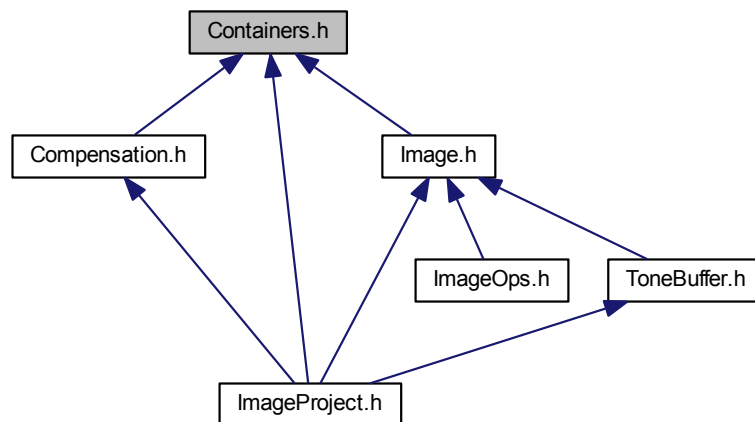 Containers.h
Compensation.h
Image.h
ImageOps.h
ToneBuffer.h
ImageProject.h